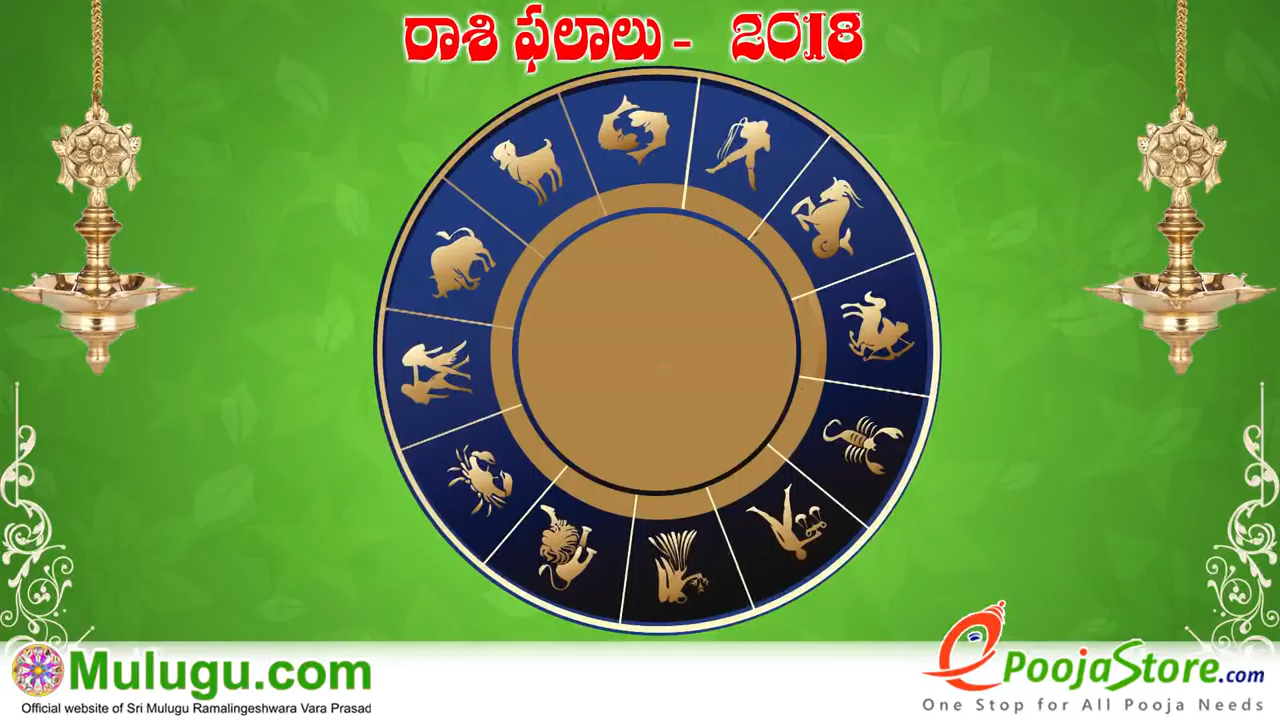 రాశి ఫలాలు - 2018
Mulugu.com
Official website of Sri Mulugu Ramalingeshwara Vara Prasad
ePoojaStore.com
One Stop for All Pooja Needs